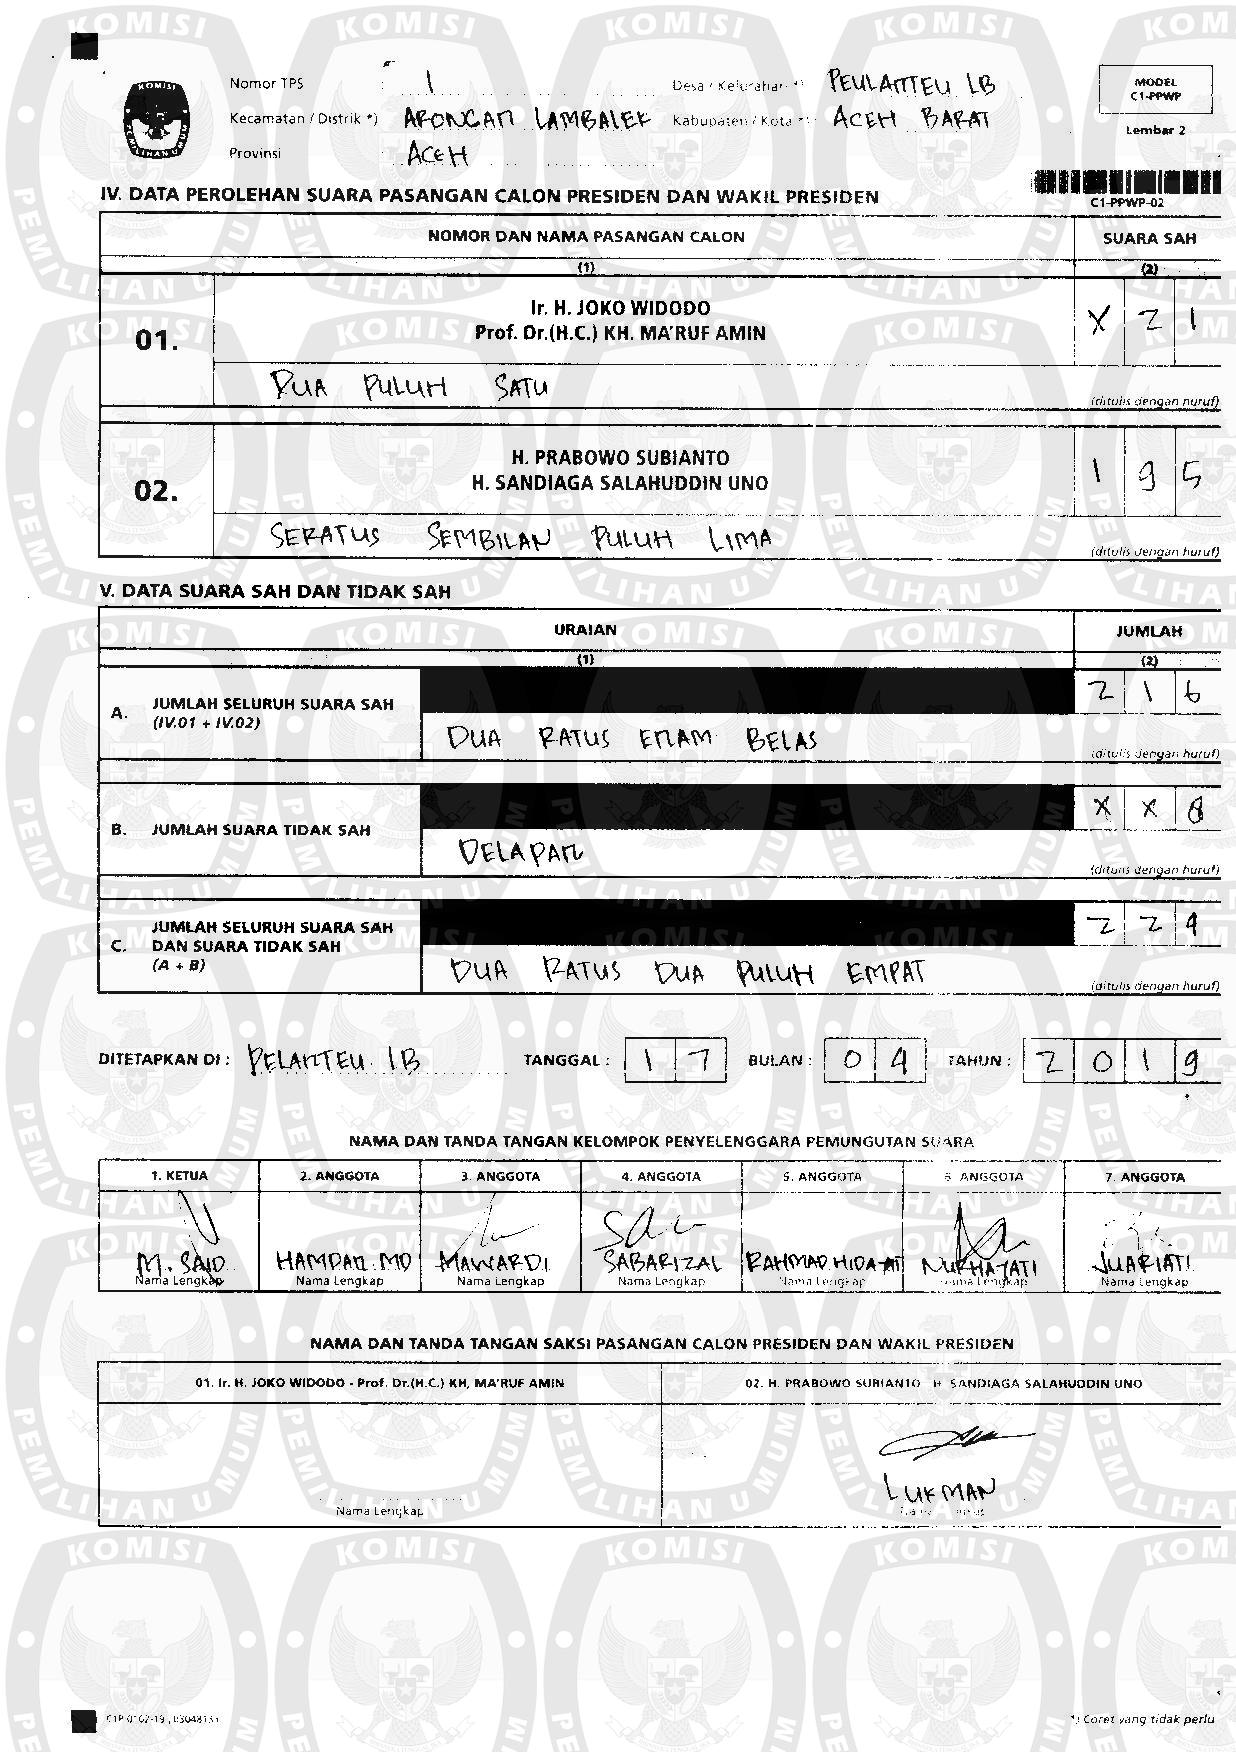 Nomor TPS : 1
Desa / Kelurahan *) : PEULANTEU LB
MODEL
C1-PPWP
Kecamatan / Distrik *) : ARONGAN LAMBALEK
Kabupaten / Kota *) : ACEH BARAT
Lembar 2
Provinsi : ACEH
IV. DATA PEROLEHAN SUARA PASANGAN CALON PRESIDEN DAN WAKIL PRESIDEN
C1-PPWP-02
NOMOR DAN NAMA PASANGAN CALON SUARA SAH
(1) (2)
01. Ir. H. JOKO WIDODO
Prof. Dr.(H.C.) KH. MA'RUF AMIN
X 2 1
DUA PULUH SATU
(ditulis dengan huruf)
02. H. PRABOWO SUBIANTO
H. SANDIAGA SALAHUDDIN UNO
1 9 5
SERATUS SEMBILAN PULUH LIMA
(ditulis dengan huruf)
V. DATA SUARA SAH DAN TIDAK SAH
URAIAN JUMLAH
(1) (2)
A. JUMLAH SELURUH SUARA SAH
(IV.01 + IV.02)
2 1 6
DUA RATUS ENAM BELAS
(ditulis dengan huruf)
B. JUMLAH SUARA TIDAK SAH
X X 8
DELAPAN
(ditulis dengan huruf)
C. JUMLAH SELURUH SUARA SAH
DAN SUARA TIDAK SAH
(A + B)
2 2 4
DUA RATUS DUA PULUH EMPAT
(ditulis dengan huruf)
DITETAPKAN DI : PELANTEU LB TANGGAL : 1 7 BULAN : 0 4 TAHUN : 2 0 1 9
NAMA DAN TANDA TANGAN KELOMPOK PENYELENGGARA PEMUNGUTAN SUARA
1. KETUA 2. ANGGOTA 3. ANGGOTA 4. ANGGOTA 5. ANGGOTA 6. ANGGOTA 7. ANGGOTA
M. SAID HAMDAN. MD MAWARDI SABARIZAL RAHMAD HIDAYATI NURHAYATI JUARIATI
Nama Lengkap Nama Lengkap Nama Lengkap Nama Lengkap Nama Lengkap Nama Lengkap Nama Lengkap
NAMA DAN TANDA TANGAN SAKSI PASANGAN CALON PRESIDEN DAN WAKIL PRESIDEN
01. Ir. H. JOKO WIDODO - Prof. Dr.(H.C.) KH, MA'RUF AMIN
02. H. PRABOWO SUBIANTO - H. SANDIAGA SALAHUDDIN UNO
LUKMAN
Nama Lengkap Nama Lengkap
*) Coret yang tidak perlu
KOMISI
PEMILIHAN UMUM